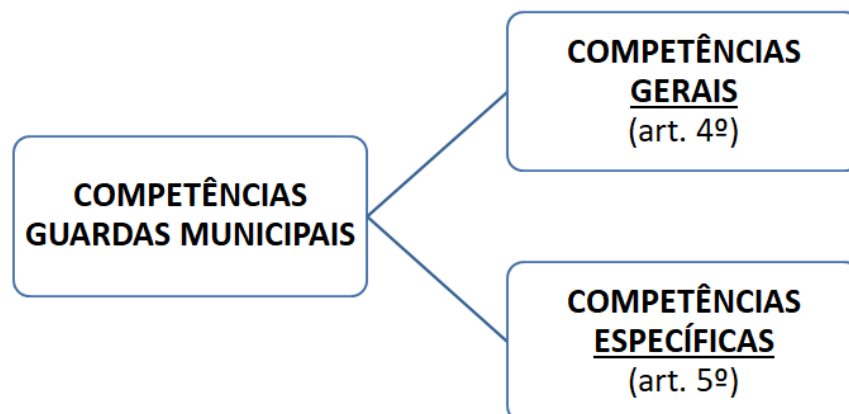 COMPETÊNCIAS
GUARDAS MUNICIPAIS
COMPETÊNCIAS
GERAIS
(art. 4º)
COMPETÊNCIAS
ESPECÍFICAS
(art. 5º)